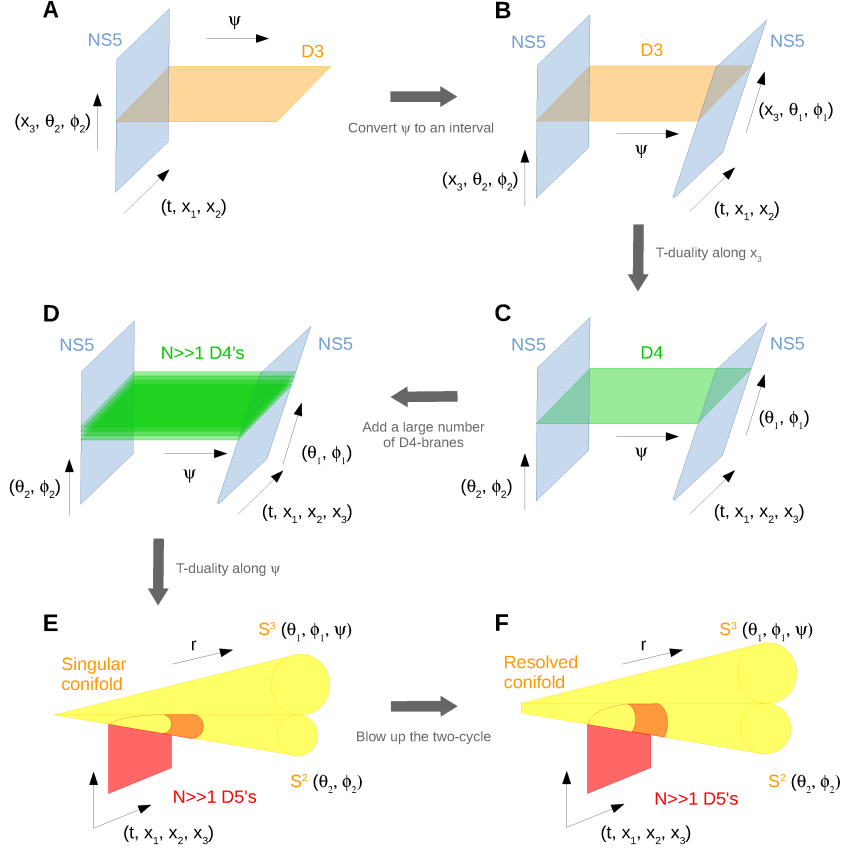 A
NS5
ψ
D3
(x₃, θ₂, ϕ₂)
(t, x₁, x₂)
Convert ψ to an interval
B
NS5
D3
NS5
(x₃, θ₁, ϕ₁)
ψ
(x₃, θ₂, ϕ₂)
(t, x₁, x₂)
T-duality along x₃
D
NS5
N>>1 D4's
NS5
(θ₁, ϕ₁)
ψ
(θ₂, ϕ₂)
(t, x₁, x₂, x₃)
Add a large number
of D4-branes
C
NS5
D4
NS5
(θ₁, ϕ₁)
ψ
(θ₂, ϕ₂)
(t, x₁, x₂, x₃)
T-duality along ψ
E
S³ (θ₁, ϕ₁, ψ)
r
Singular
conifold
S² (θ₂, ϕ₂)
N>>1 D5's
(t, x₁, x₂, x₃)
Blow up the two-cycle
F
S³ (θ₁, ϕ₁, ψ)
r
Resolved
conifold
S² (θ₂, ϕ₂)
N>>1 D5's
(t, x₁, x₂, x₃)